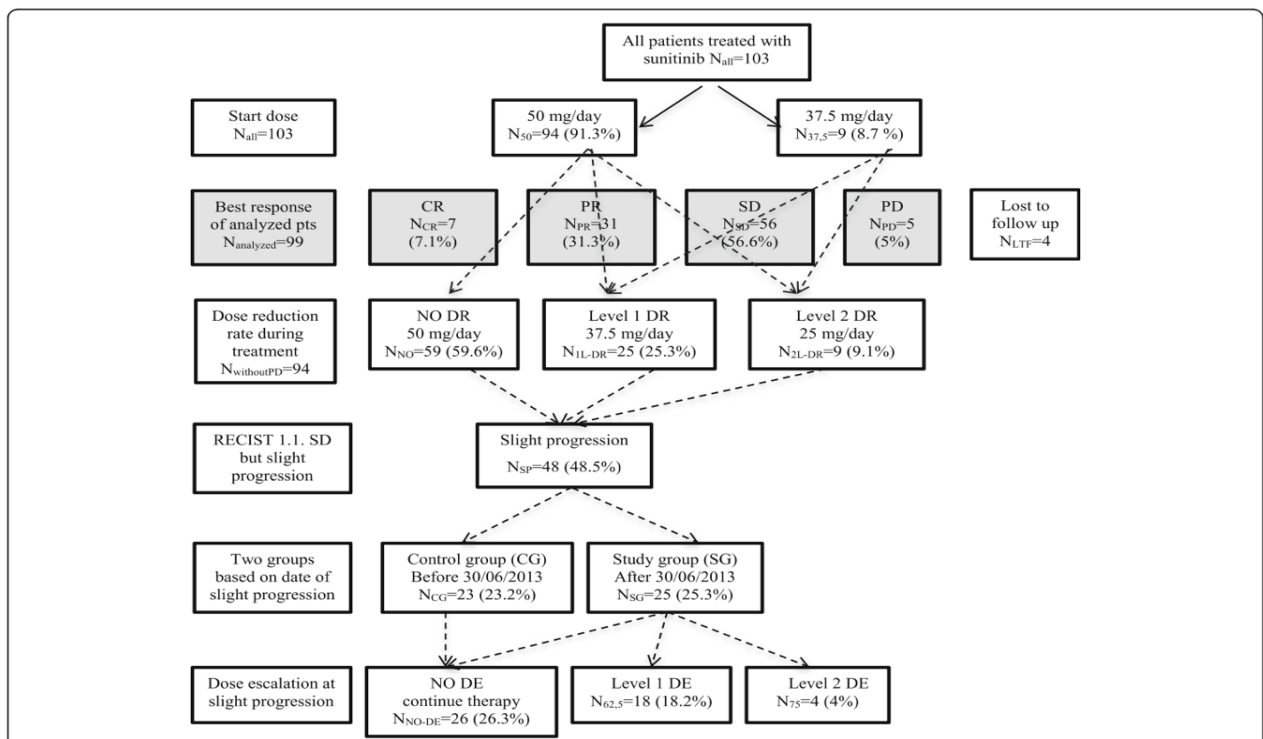 All patients treated with
sunitinib Nall=103
Start dose
Nall=103
50 mg/day
N50=94 (91.3%)
37.5 mg/day
N37,5=9 (8.7 %)
Best response
of analyzed pts
Nanalyzed=99
CR
NCR=7
(7.1%)
PR
NPR=31
(31.3%)
SD
NSD=56
(56.6%)
PD
NPD=5
(5%)
Lost to
follow up
NLTF=4
Dose reduction
rate during
treatment
NwithoutPD=94
NO DR
50 mg/day
NNO=59 (59.6%)
Level 1 DR
37.5 mg/day
N1L-DR=25 (25.3%)
Level 2 DR
25 mg/day
N2L-DR=9 (9.1%)
RECIST 1.1. SD
but slight
progression
Slight progression
NSP=48 (48.5%)
Two groups
based on date of
slight progression
Control group (CG)
Before 30/06/2013
NCG=23 (23.2%)
Study group (SG)
After 30/06/2013
NSG=25 (25.3%)
Dose escalation at
slight progression
NO DE
continue therapy
NNO-DE=26 (26.3%)
Level 1 DE
N62,5=18 (18.2%)
Level 2 DE
N75=4 (4%)